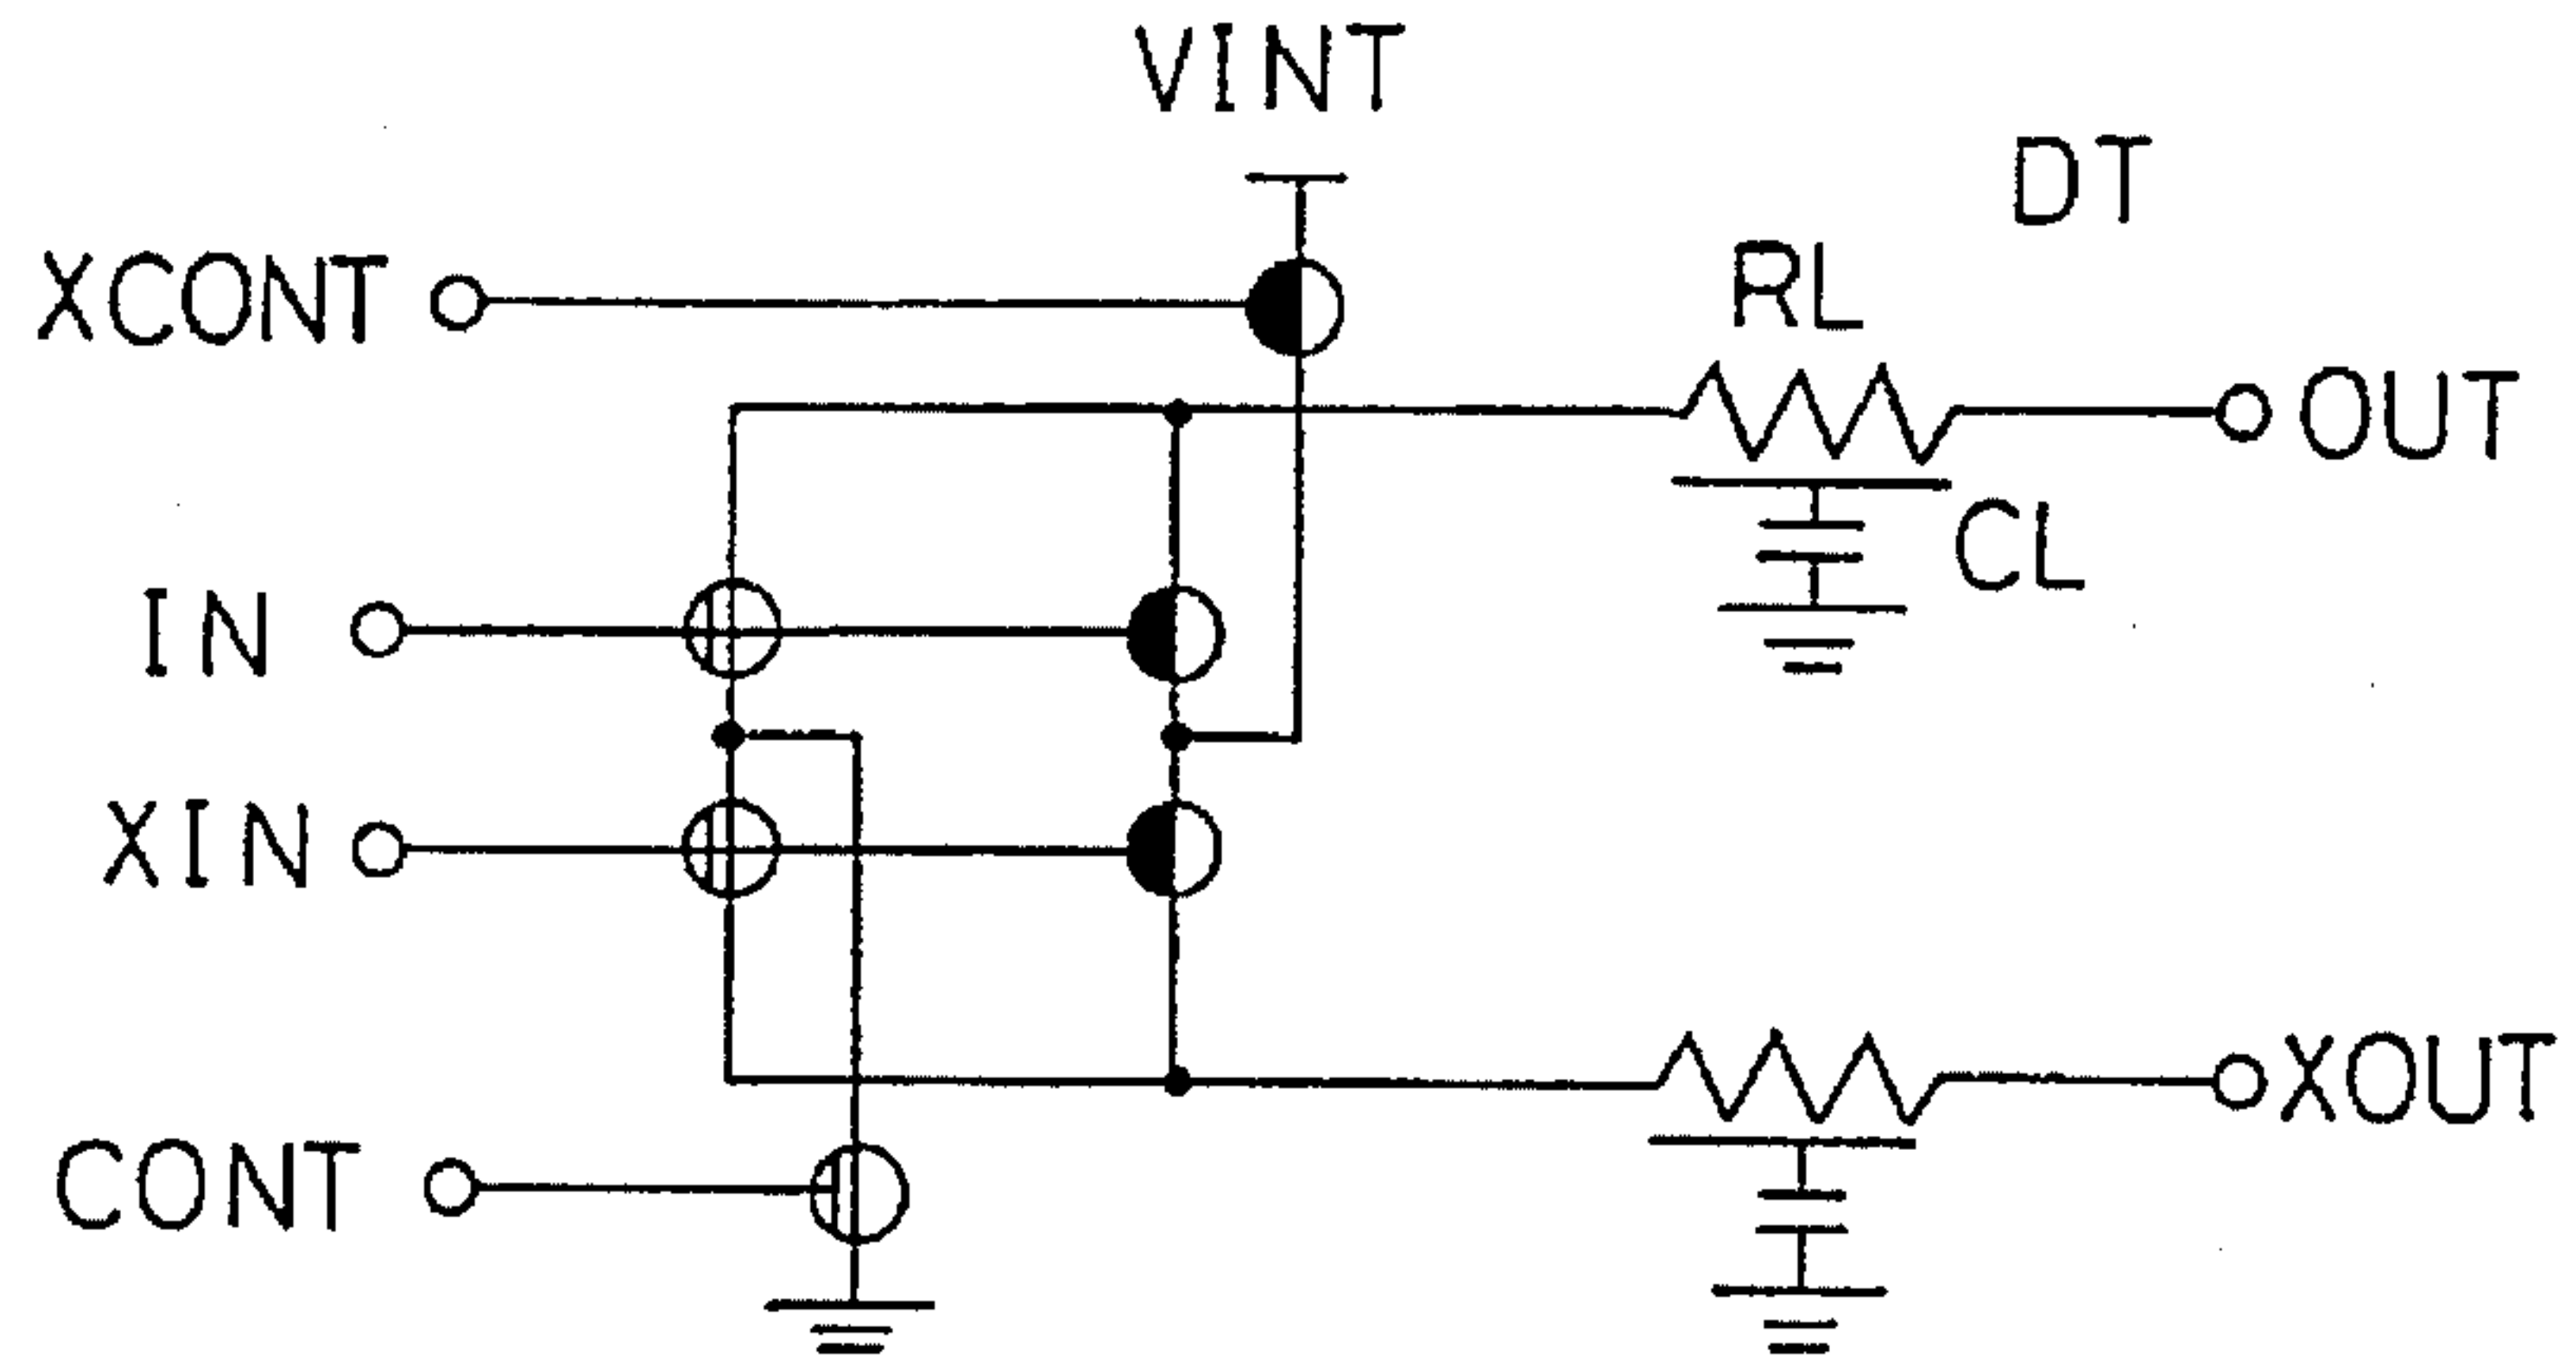 VINT
DT
XCONT
RL
OUT
CL
IN
XIN
XOUT
CONT